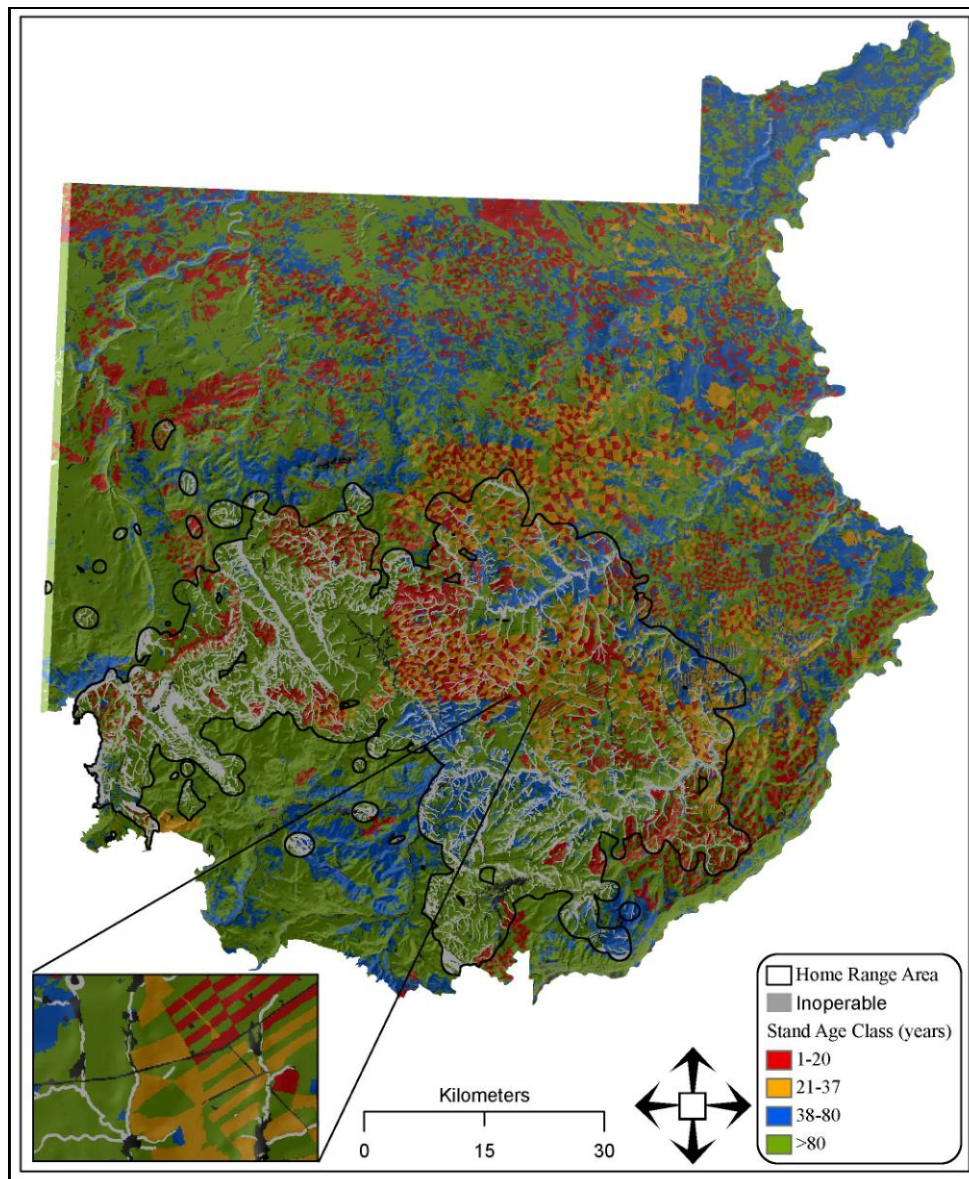 Home Range Area
Inoperable
Stand Age Class (years)
1-20
21-37
38-80
>80
Kilometers
0 15 30